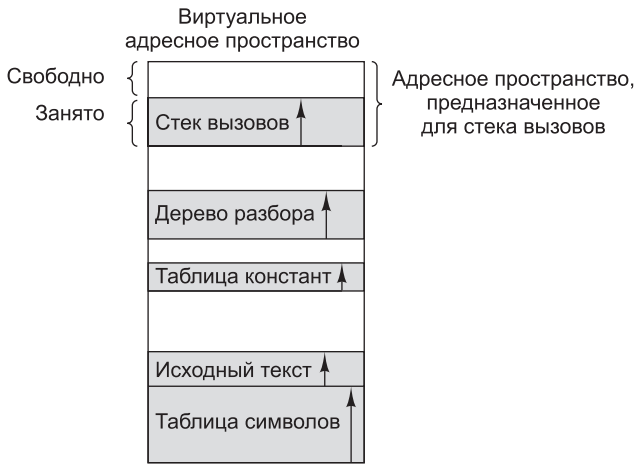 Виртуальное
адресное пространство
Свободно
Занято
Адресное пространство,
предназначенное
для стека вызовов
Стек вызовов
Дерево разбора
Таблица констант
Исходный текст
Таблица символов